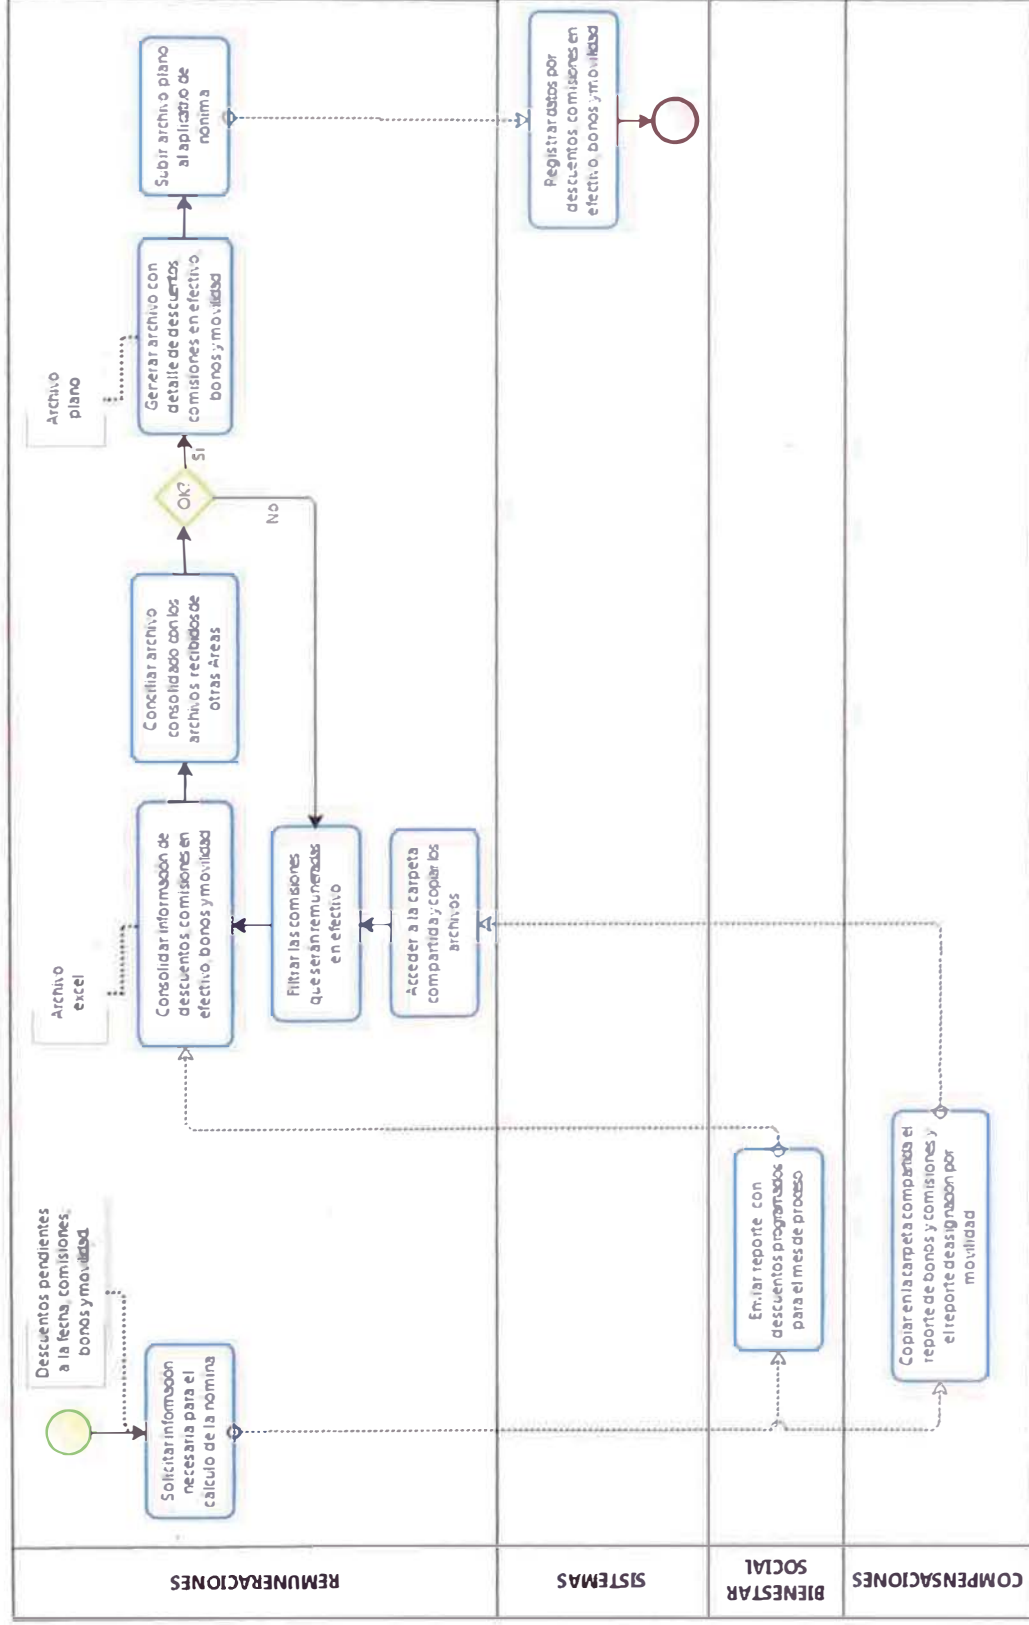 REMUNERACIONES
Descuentos pendientes
a la fecha, comisiones,
bonos y movilidad
Solicitar información
necesaria para el
cálculo de la nomina
Archivo
excel
Consolidar información de
descuentos, comisiones en
efectivo, bonos y movilidad
Filtrar las comisiones
que serán remuneradas
en efectivo
Acceder a la carpeta
compartida y copiar los
archivos
Conciliar archivo
consolidado con los
archivos recibidos de
otras Areas
OK?
Si
No
Archivo
plano
Generar archivo con
detalle de descuentos
comisiones en efectivo,
bonos y movilidad
Subir archivo plano
al aplicativo de
nomina
SISTEMAS
Registrar datos por
descuentos, comisiones en
efectivo, bonos y movilidad
BIENESTAR
SOCIAL
Enviar reporte con
descuentos programados
para el mes de proceso
COMPENSACIONES
Copiar en la carpeta compartida el
reporte de bonos y comisiones y
el reporte de asignación por
movilidad